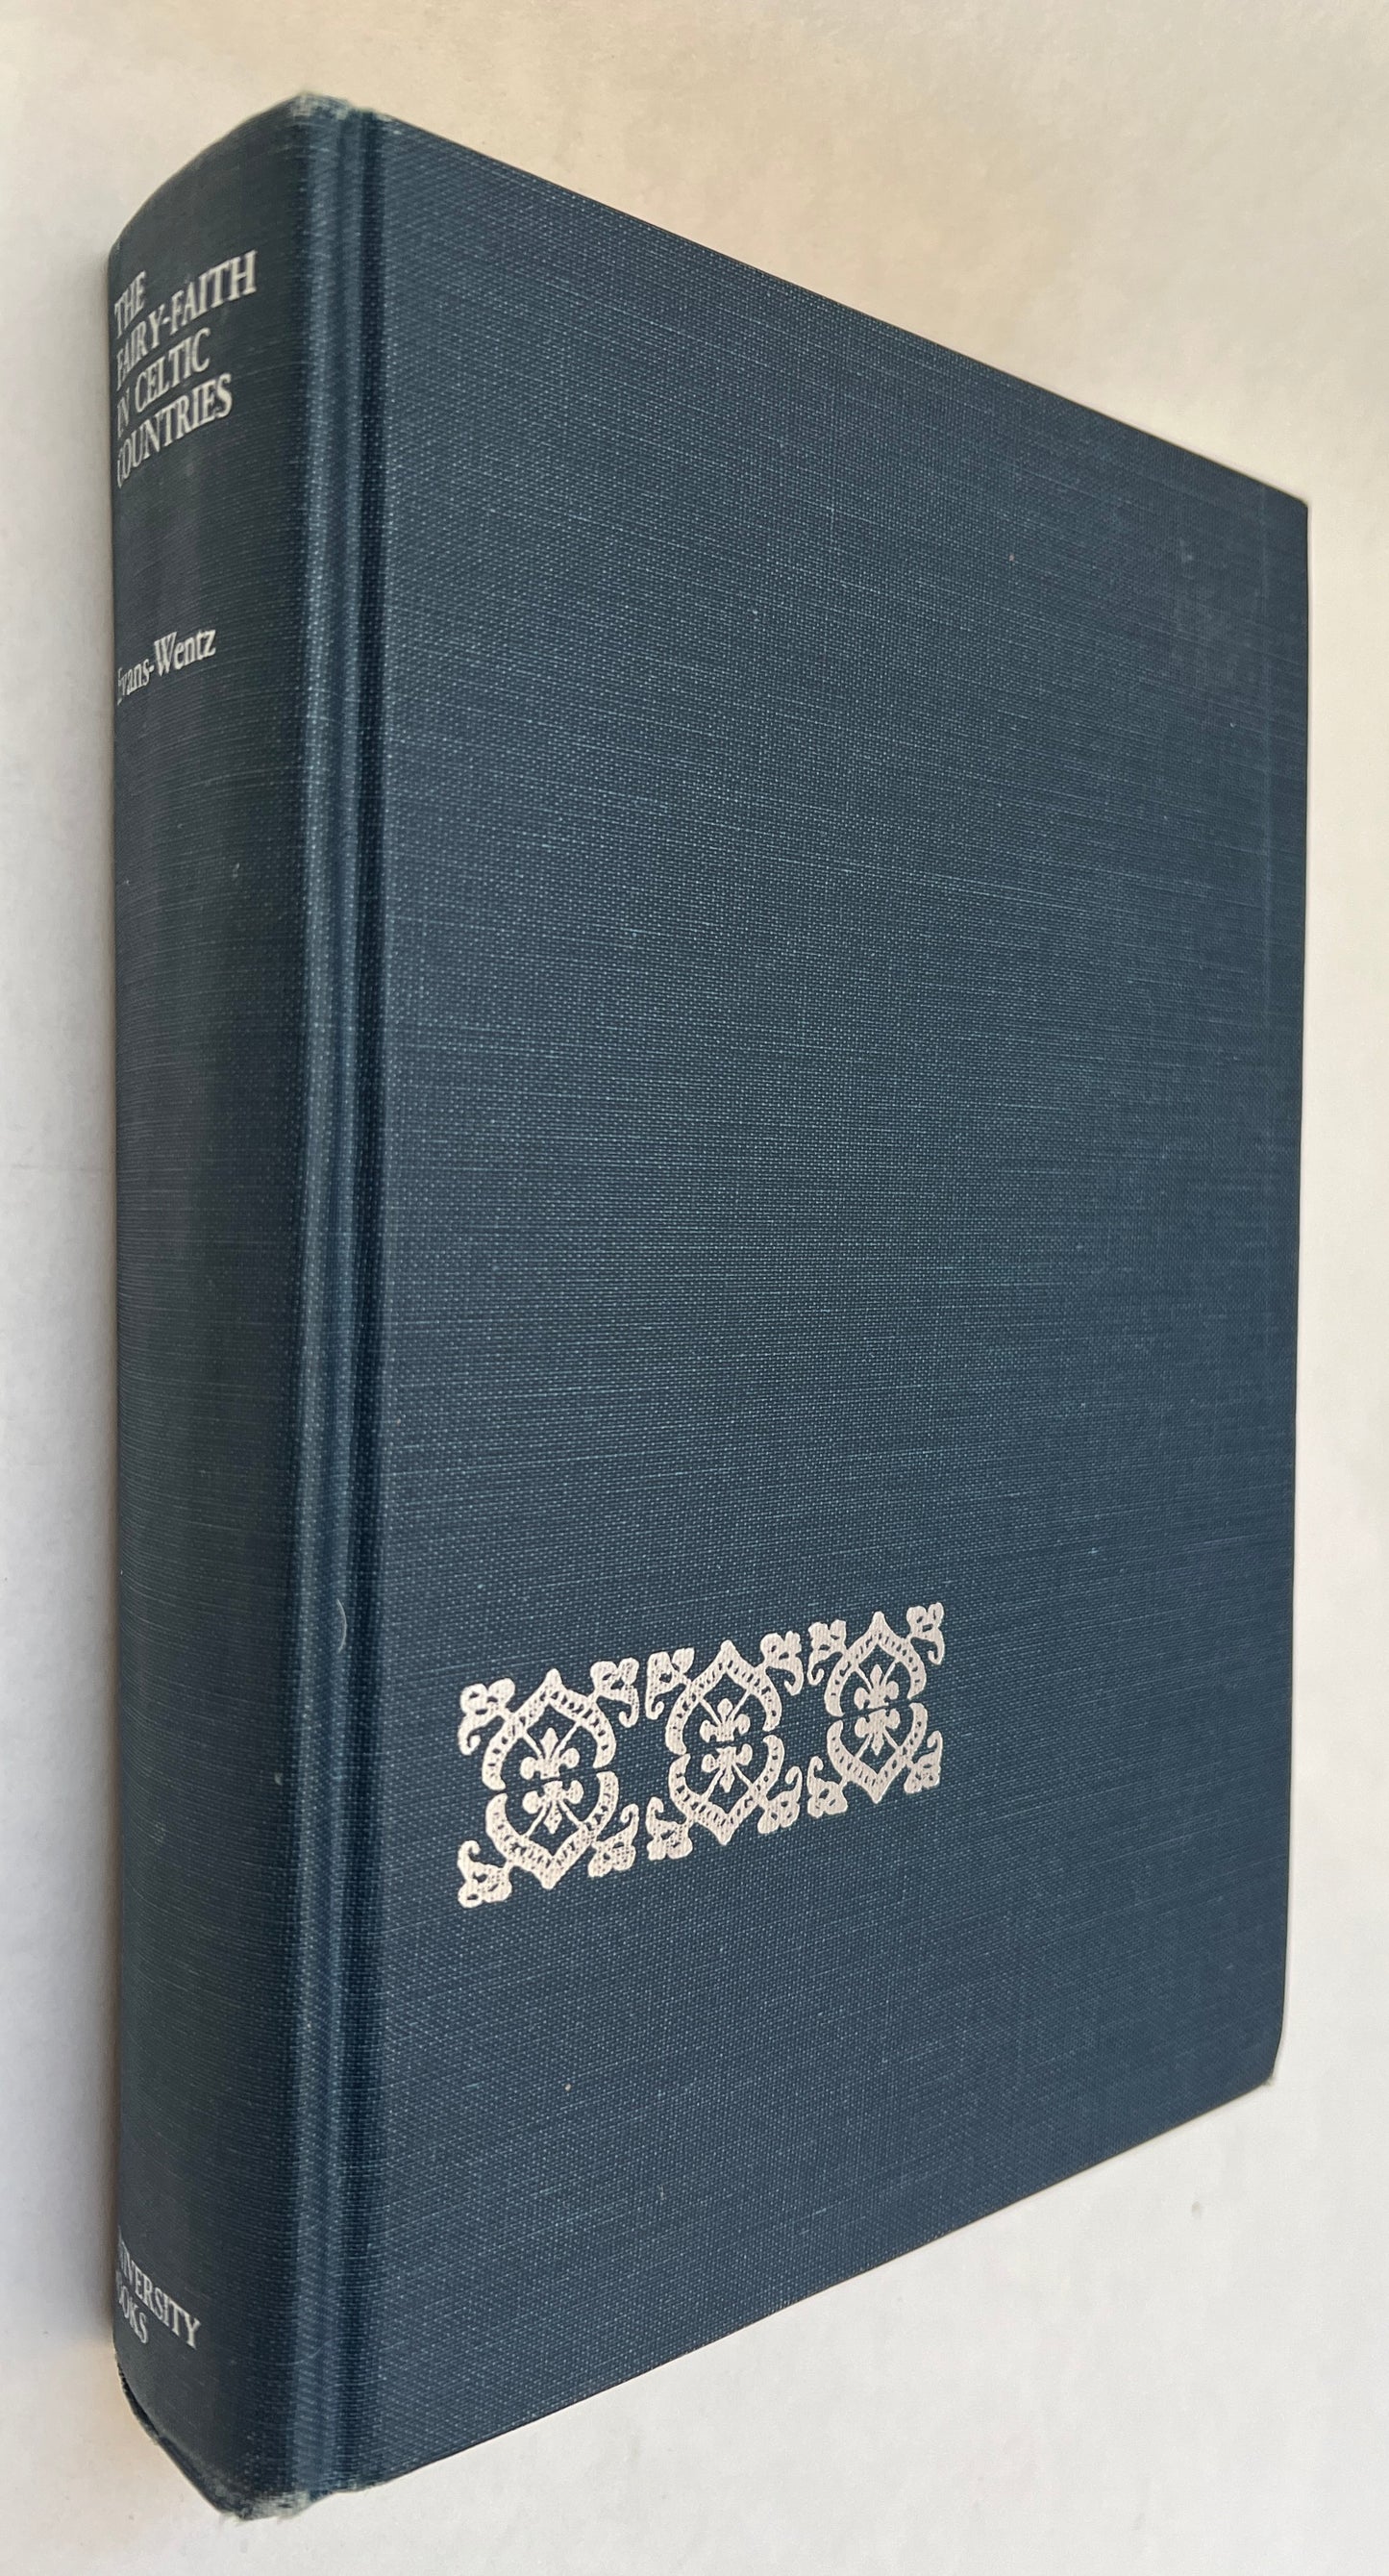 THE
FAIRY-FAITH
IN CELTIC
COUNTRIES
Evans-Wentz
UNIVERSITY
BOOKS